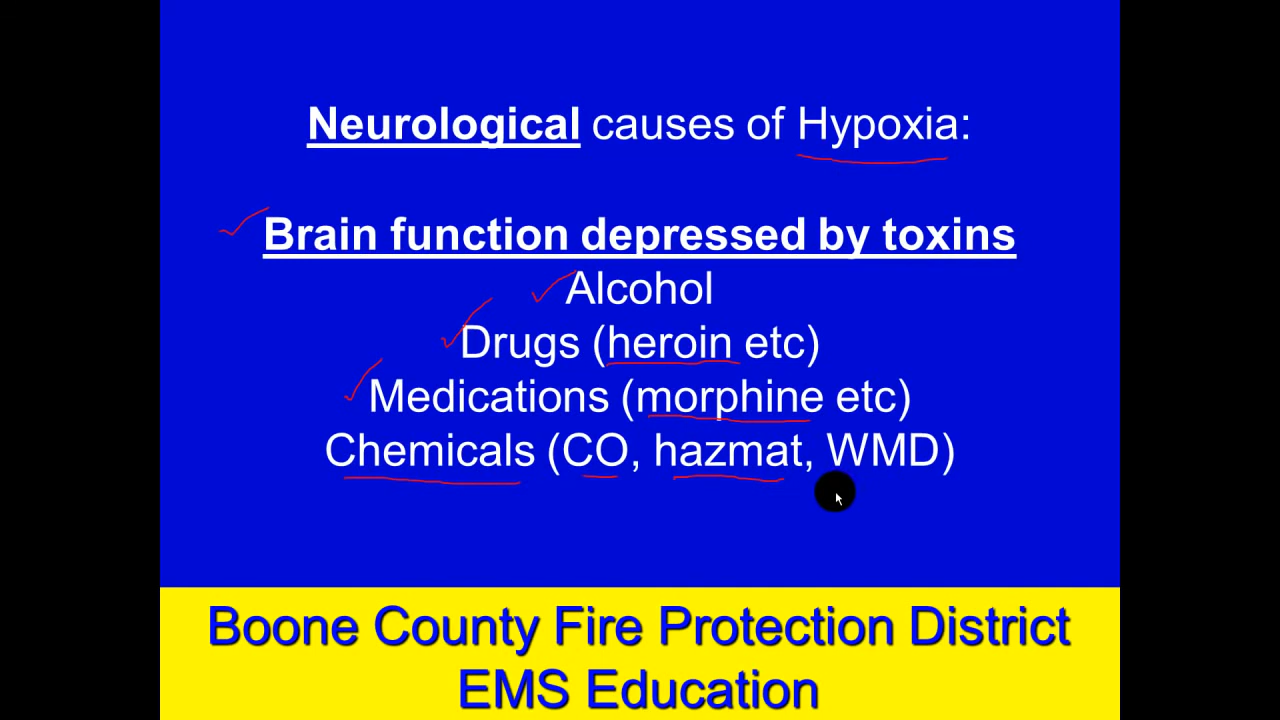 Neurological causes of Hypoxia:
Brain function depressed by toxins
Alcohol
Drugs (heroin etc)
Medications (morphine etc)
Chemicals (CO, hazmat, WMD)
Boone County Fire Protection District
EMS Education